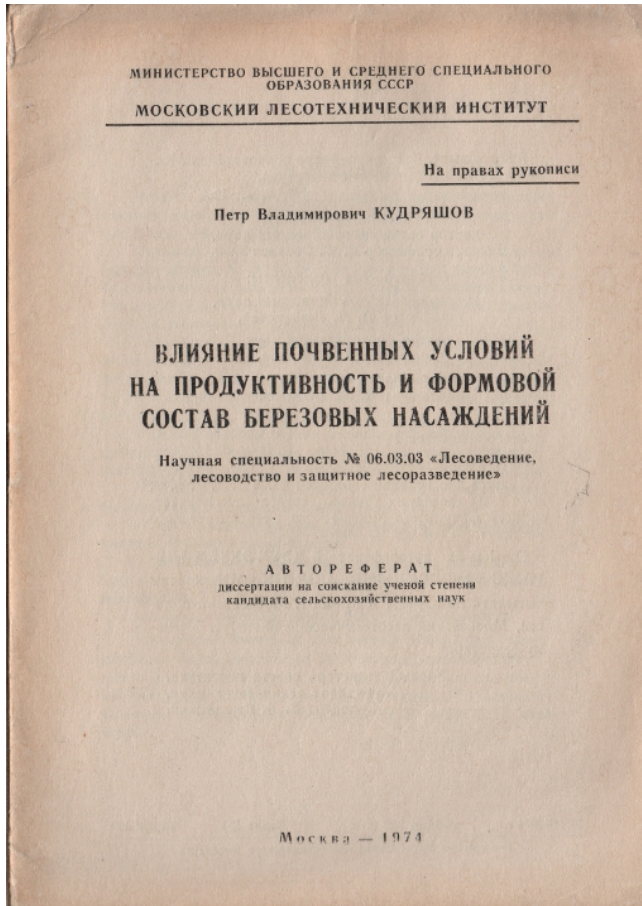 МИНИСТЕРСТВО ВЫСШЕГО И СРЕДНЕГО СПЕЦИАЛЬНОГО
ОБРАЗОВАНИЯ СССР
МОСКОВСКИЙ ЛЕСОТЕХНИЧЕСКИЙ ИНСТИТУТ
На правах рукописи
Петр Владимирович КУДРЯШОВ
ВЛИЯНИЕ ПОЧВЕННЫХ УСЛОВИЙ
НА ПРОДУКТИВНОСТЬ И ФОРМОВОЙ
СОСТАВ БЕРЕЗОВЫХ НАСАЖДЕНИЙ
Научная специальность № 06.03.03 «Лесоведение,
лесоводство и защитное лесоразведение»
АВТОРЕФЕРАТ
диссертации на соискание ученой степени
кандидата сельскохозяйственных наук
Москва — 1974